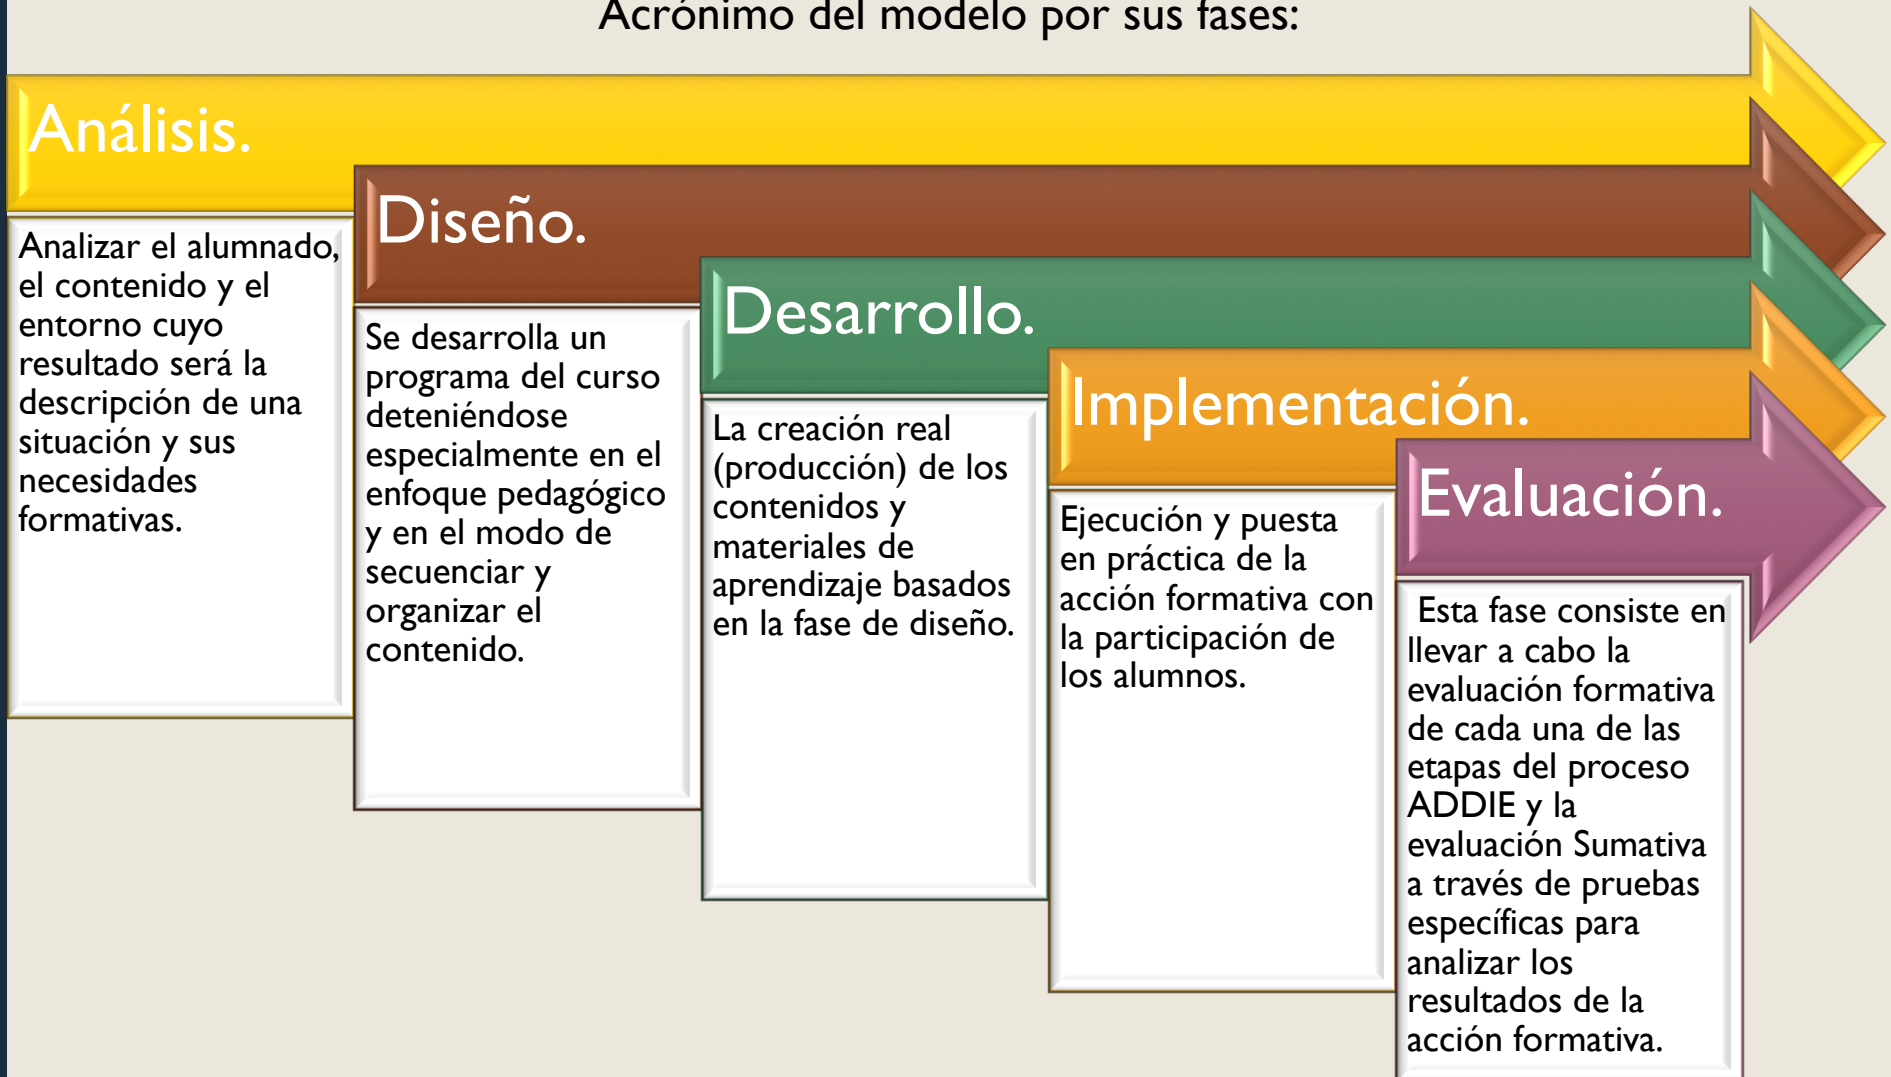 Acrónimo del modelo por sus fases:
Análisis.
Analizar el alumnado,
el contenido y el
entorno cuyo
resultado será la
descripción de una
situación y sus
necesidades
formativas.
Diseño.
Se desarrolla un
programa del curso
deteniéndose
especialmente en el
enfoque pedagógico
y en el modo de
secuenciar y
organizar el
contenido.
Desarrollo.
La creación real
(producción) de los
contenidos y
materiales de
aprendizaje basados
en la fase de diseño.
Implementación.
Ejecución y puesta
en práctica de la
acción formativa con
la participación de
los alumnos.
Evaluación.
Esta fase consiste en
llevar a cabo la
evaluación formativa
de cada una de las
etapas del proceso
ADDIE y la
evaluación Sumativa
a través de pruebas
específicas para
analizar los
resultados de la
acción formativa.